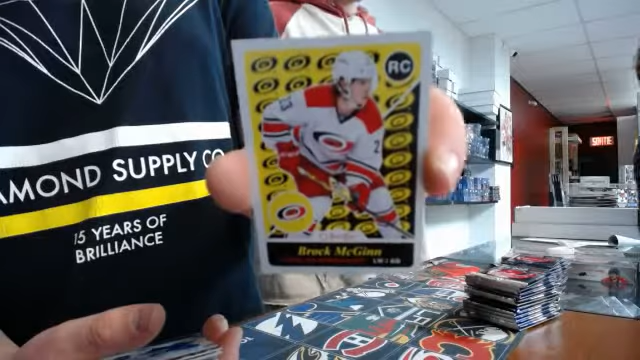 AMOND SUPPLY CO
15 YEARS OF
BRILLIANCE
RC
Brock McGinn
SORTIE